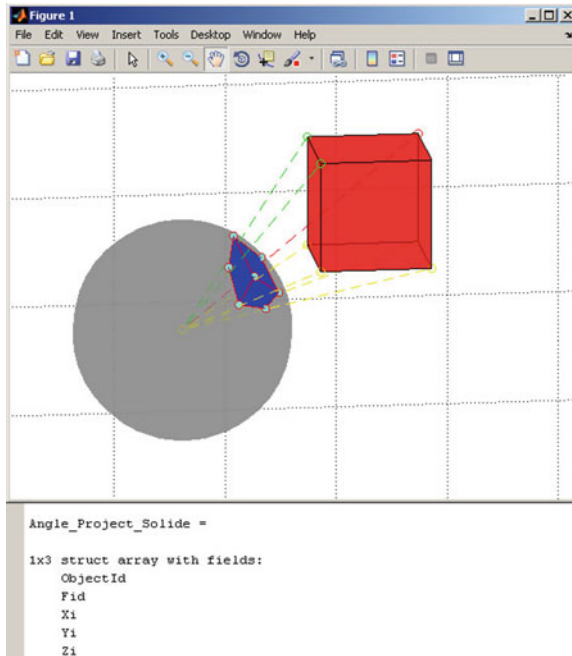 Figure 1
File Edit View Insert Tools Desktop Window Help
Angle_Project_Solide =
1x3 struct array with fields:
ObjectId
Fid
Xi
Yi
Zi